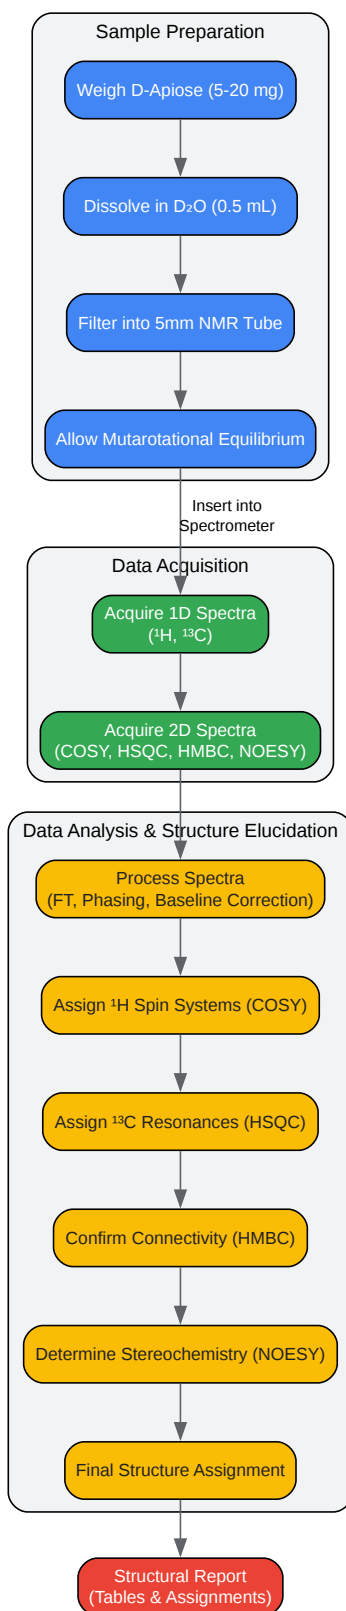 Sample Preparation
Weigh D-Apiose (5-20 mg)
Dissolve in D₂O (0.5 mL)
Filter into 5mm NMR Tube
Allow Mutarotational Equilibrium
Insert into
Spectrometer
Data Acquisition
Acquire 1D Spectra
(¹H, ¹³C)
Acquire 2D Spectra
(COSY, HSQC, HMBC, NOESY)
Data Analysis & Structure Elucidation
Process Spectra
(FT, Phasing, Baseline Correction)
Assign ¹H Spin Systems (COSY)
Assign ¹³C Resonances (HSQC)
Confirm Connectivity (HMBC)
Determine Stereochemistry (NOESY)
Final Structure Assignment
Structural Report
(Tables & Assignments)